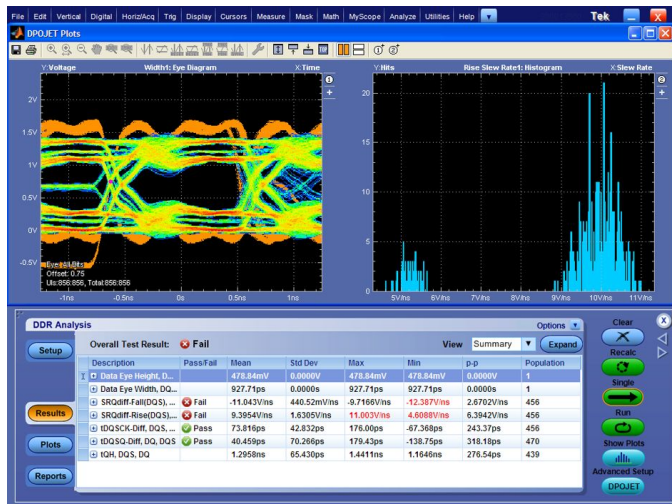 File Edit Vertical Digital Horiz/Acq Trig Display Cursors Measure Mask Math MyScope Analyze Utilities Help Tek
DPOJET Plots
Y:Voltage Width1: Eye Diagram X:Time
2V
1.5V
1V
0.5V
0V
-0.5V
Offset: 0.75
UIs:856:856, Total:856:856
-1ns -0.5ns 0s 0.5ns 1ns
Y:Hits Rise Slew Rate1: Histogram X:Slew Rate
20
15
10
5
0
5V/ns 6V/ns 7V/ns 8V/ns 9V/ns 10V/ns 11V/ns
DDR Analysis
Options
Setup
Results
Plots
Reports
Overall Test Result: Fail
View Summary Expand
Description Pass/Fail Mean Std Dev Max Min p-p Population
Data Eye Height, D... 478.84mV 0.0000V 478.84mV 478.84mV 0.0000V 1
Data Eye Width, DQ... 927.71ps 0.0000s 927.71ps 927.71ps 0.0000s 1
SRQdiff-Fall(DQS), ... Fail -11.043V/ns 440.52mV/ns -9.7166V/ns -12.387V/ns 2.6702V/ns 456
SRQdiff-Rise(DQS),... Fail 9.3954V/ns 1.6305V/ns 11.003V/ns 4.6088V/ns 6.3942V/ns 456
tDQSCK-Diff, DQS, ... Pass 73.816ps 42.832ps 176.00ps -67.368ps 243.37ps 456
tDQSQ-Diff, DQ, DQS Pass 40.459ps 70.266ps 179.43ps -138.75ps 318.18ps 470
tQH, DQS, DQ 1.2958ns 65.430ps 1.4411ns 1.1646ns 276.54ps 439
Clear
Recalc
Single
Run
Show Plots
Advanced Setup
DPOJET